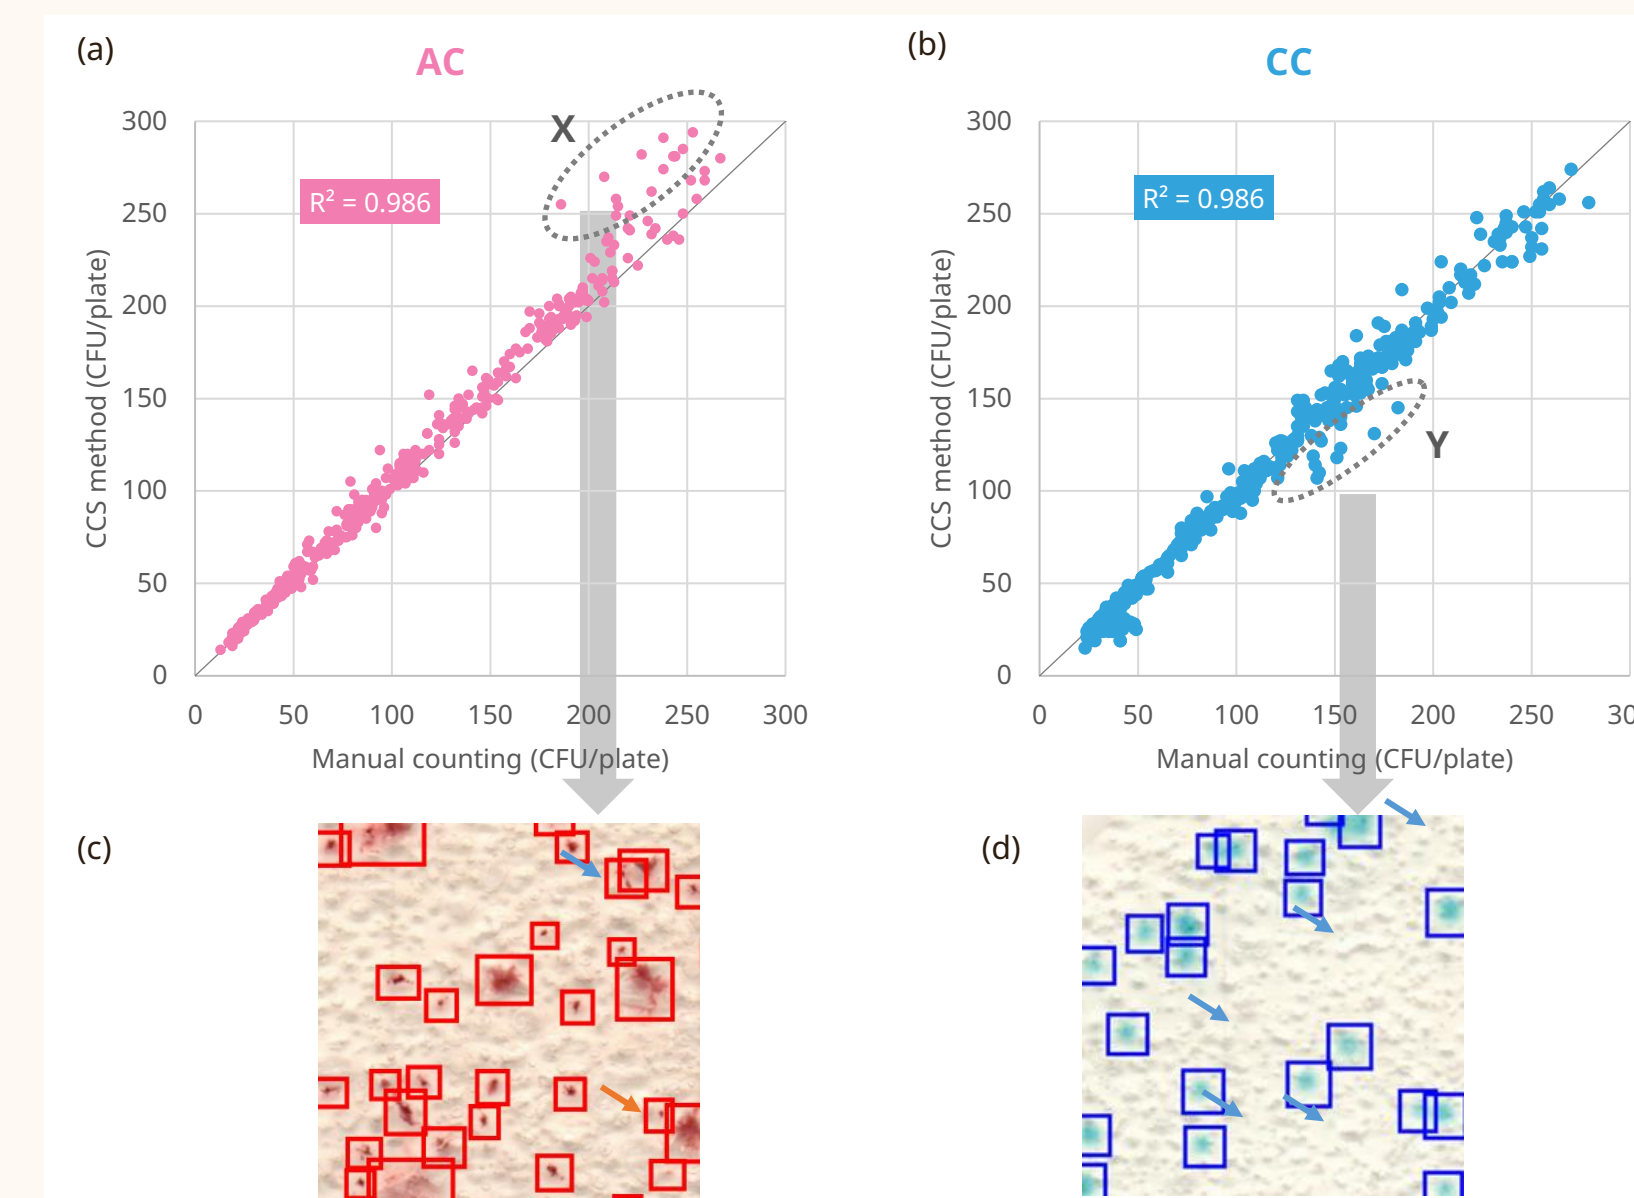 (a)
AC
X
R² = 0.986
CCS method (CFU/plate)
300
250
200
150
100
50
0
0 50 100 150 200 250 300
Manual counting (CFU/plate)
(b)
CC
R² = 0.986
Y
CCS method (CFU/plate)
300
250
200
150
100
50
0
0 50 100 150 200 250 30
Manual counting (CFU/plate)
(c)
(d)